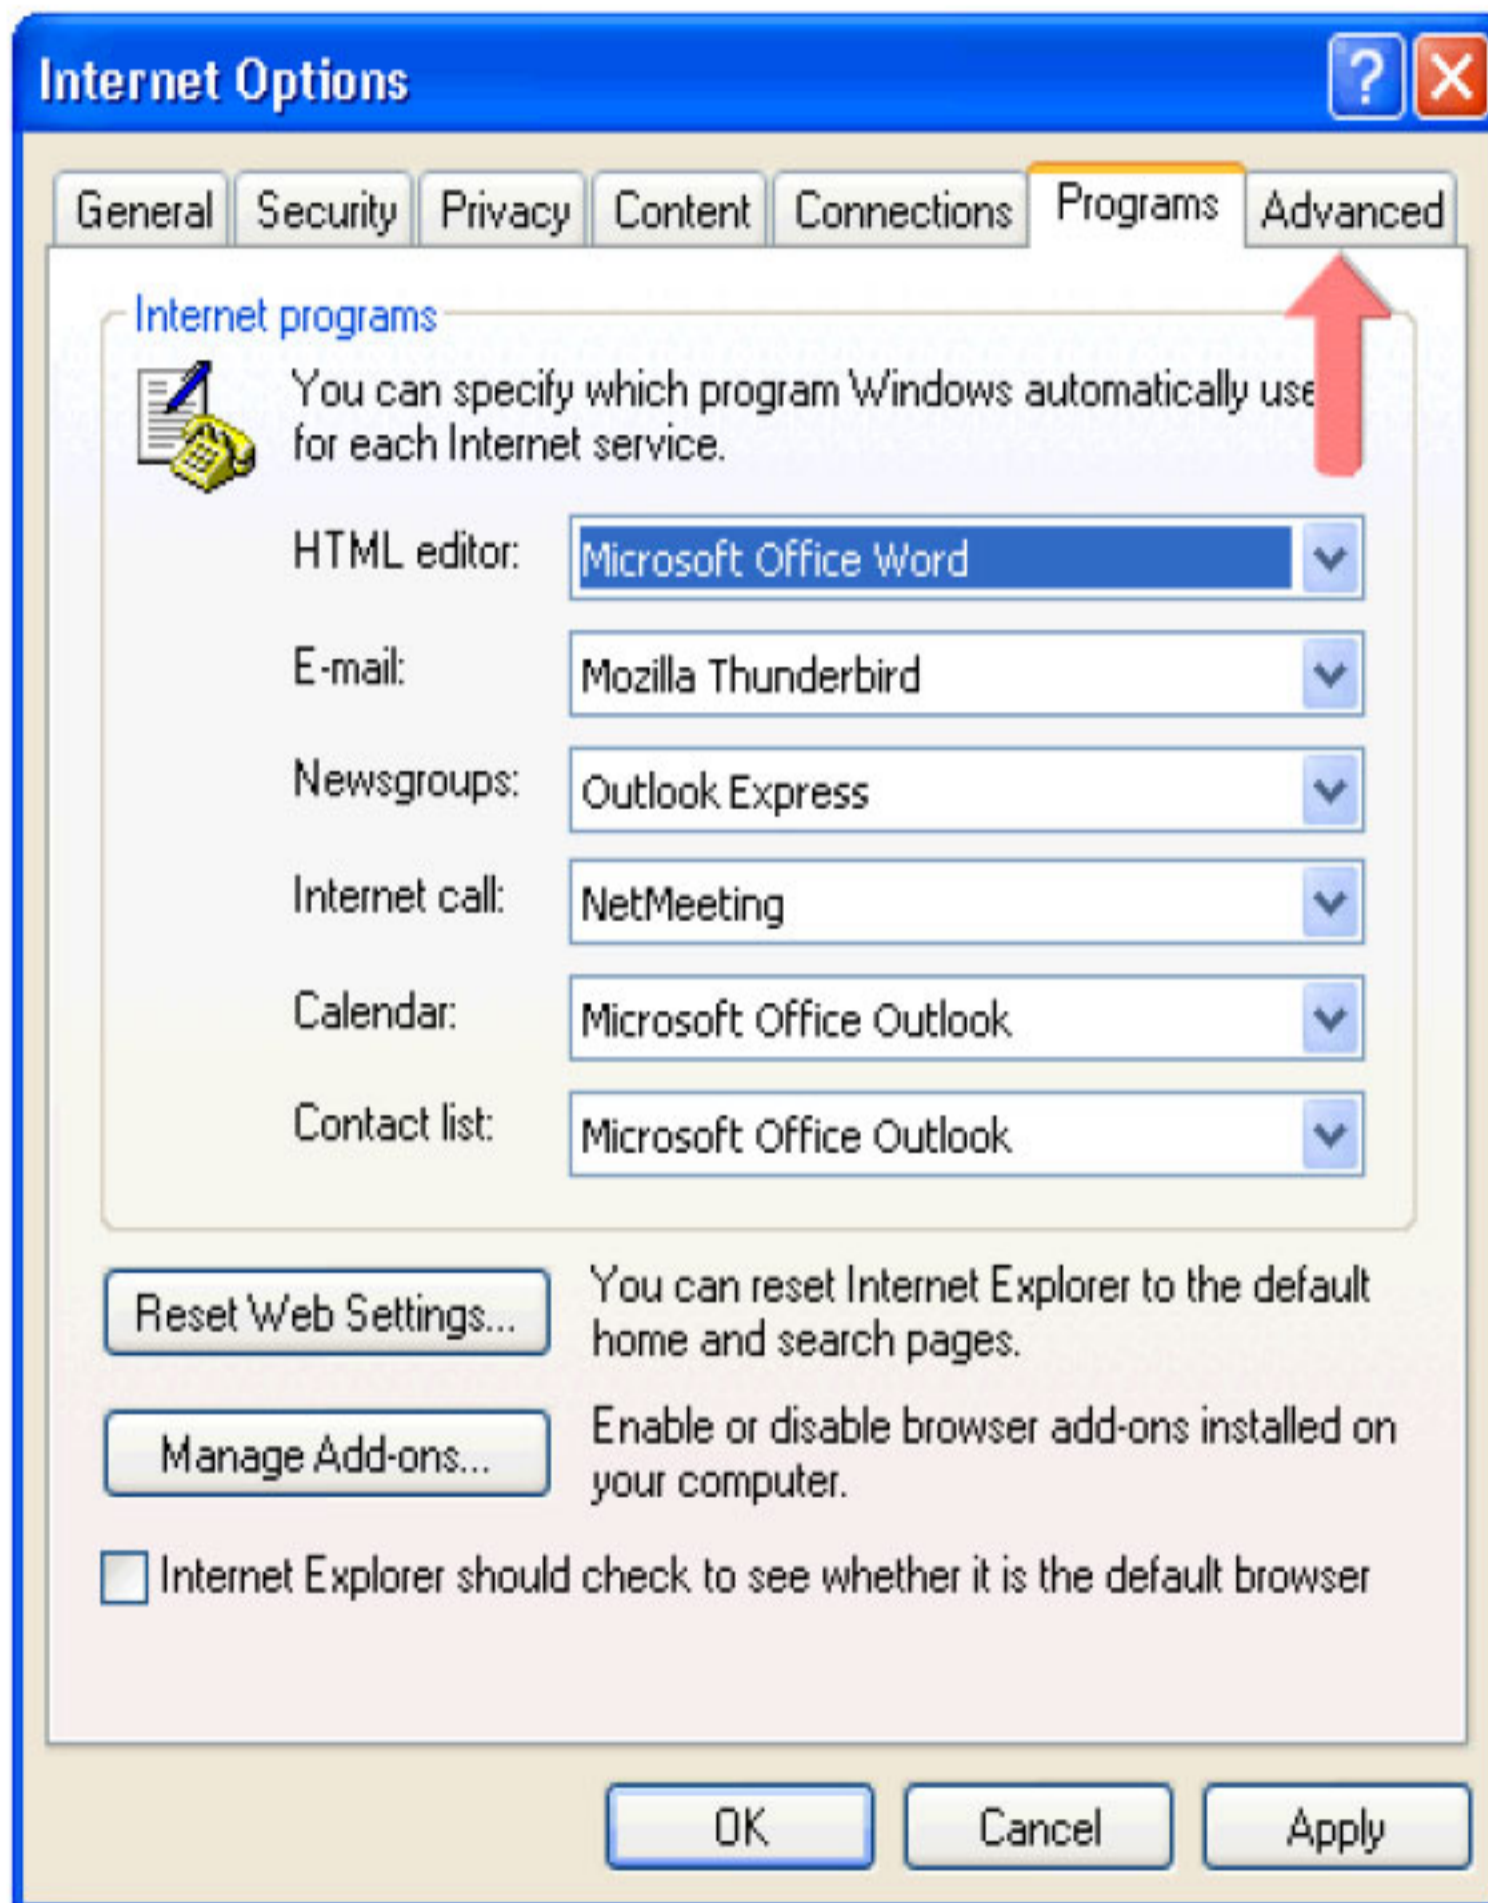 Internet Options
General Security Privacy Content Connections Programs Advanced
Internet programs
You can specify which program Windows automatically use
for each Internet service.
HTML editor: Microsoft Office Word
E-mail: Mozilla Thunderbird
Newsgroups: Outlook Express
Internet call: NetMeeting
Calendar: Microsoft Office Outlook
Contact list: Microsoft Office Outlook
Reset Web Settings... You can reset Internet Explorer to the default
home and search pages.
Manage Add-ons... Enable or disable browser add-ons installed on
your computer.
Internet Explorer should check to see whether it is the default browser
OK Cancel Apply